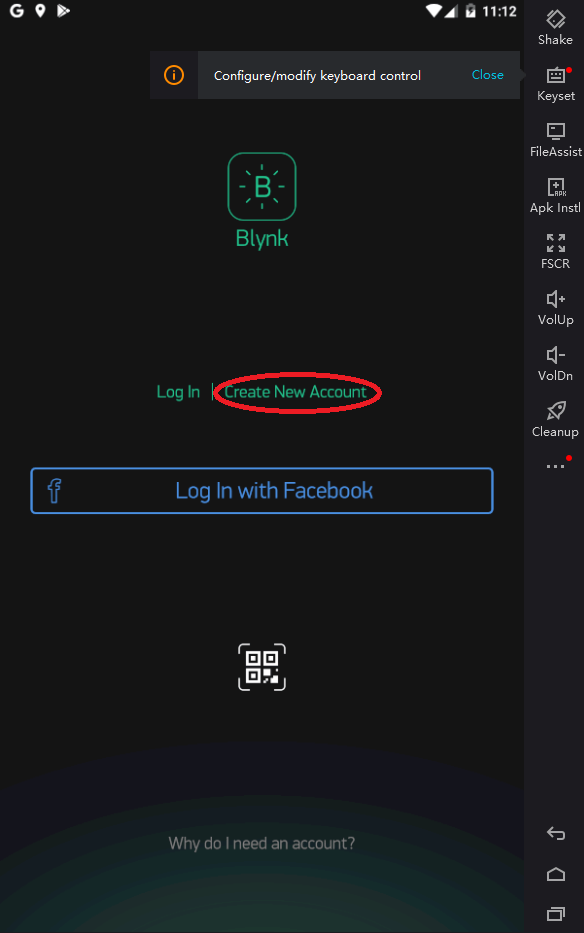 11:12
Configure/modify keyboard control
Close
Shake
Keyset
FileAssist
APK
Apk Instl
FSCR
VolUp
VolDn
Cleanup
B
Blynk
Log In | Create New Account
f
Log In with Facebook
Why do I need an account?